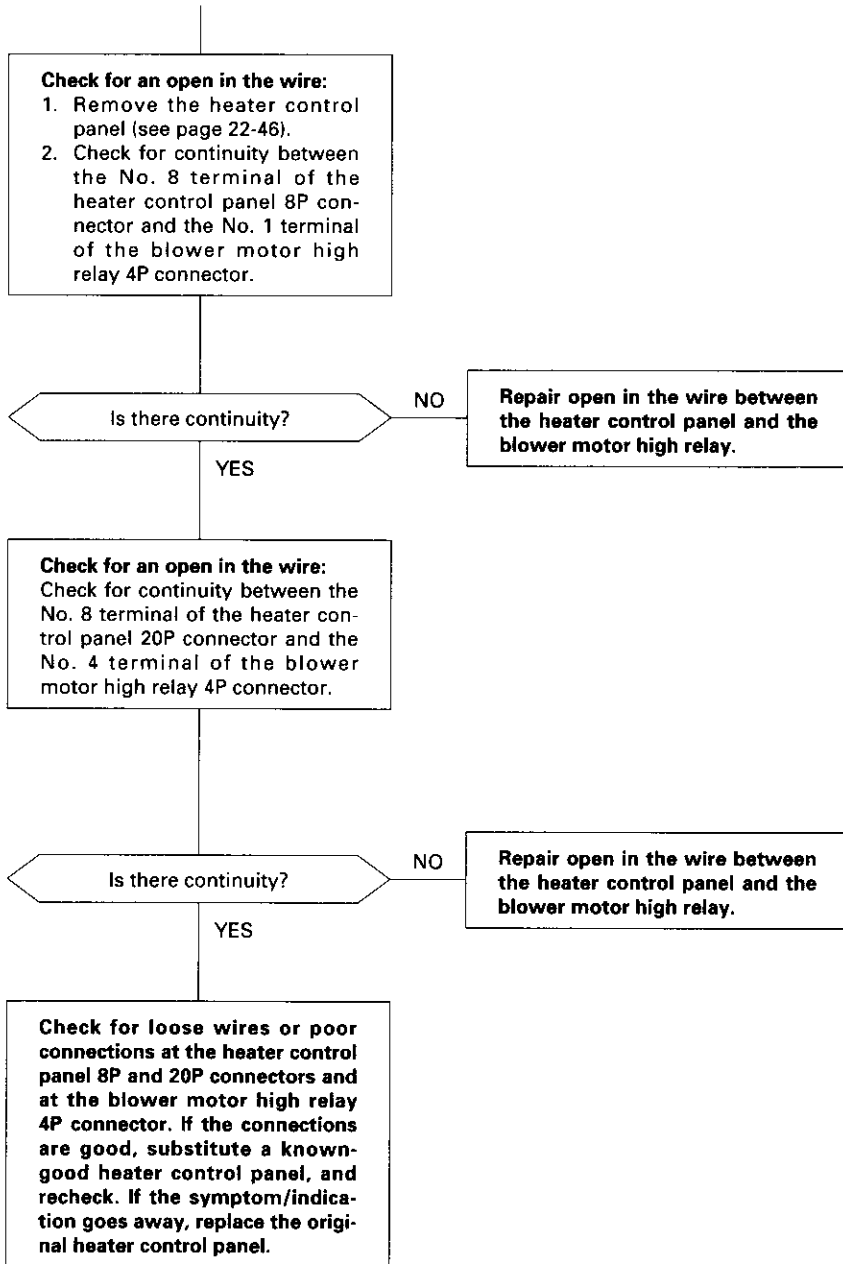 Check for an open in the wire:
1. Remove the heater control
panel (see page 22-46).
2. Check for continuity between
the No. 8 terminal of the
heater control panel 8P con-
nector and the No. 1 terminal
of the blower motor high
relay 4P connector.
Is there continuity?
NO
Repair open in the wire between
the heater control panel and the
blower motor high relay.
YES
Check for an open in the wire:
Check for continuity between the
No. 8 terminal of the heater con-
trol panel 20P connector and the
No. 4 terminal of the blower
motor high relay 4P connector.
Is there continuity?
NO
Repair open in the wire between
the heater control panel and the
blower motor high relay.
YES
Check for loose wires or poor
connections at the heater control
panel 8P and 20P connectors and
at the blower motor high relay
4P connector. If the connections
are good, substitute a known-
good heater control panel, and
recheck. If the symptom/indica-
tion goes away, replace the origi-
nal heater control panel.